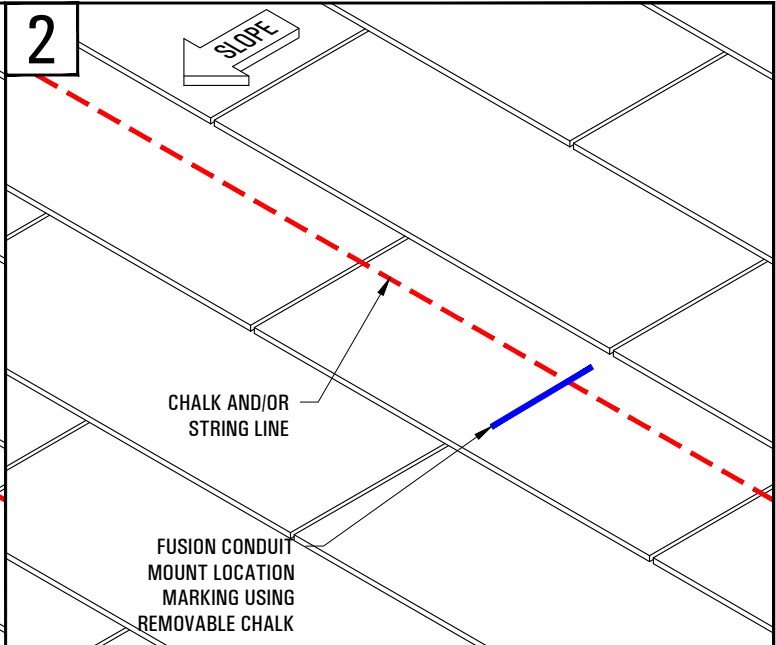 2
SLOPE
CHALK AND/OR
STRING LINE
FUSION CONDUIT
MOUNT LOCATION
MARKING USING
REMOVABLE CHALK